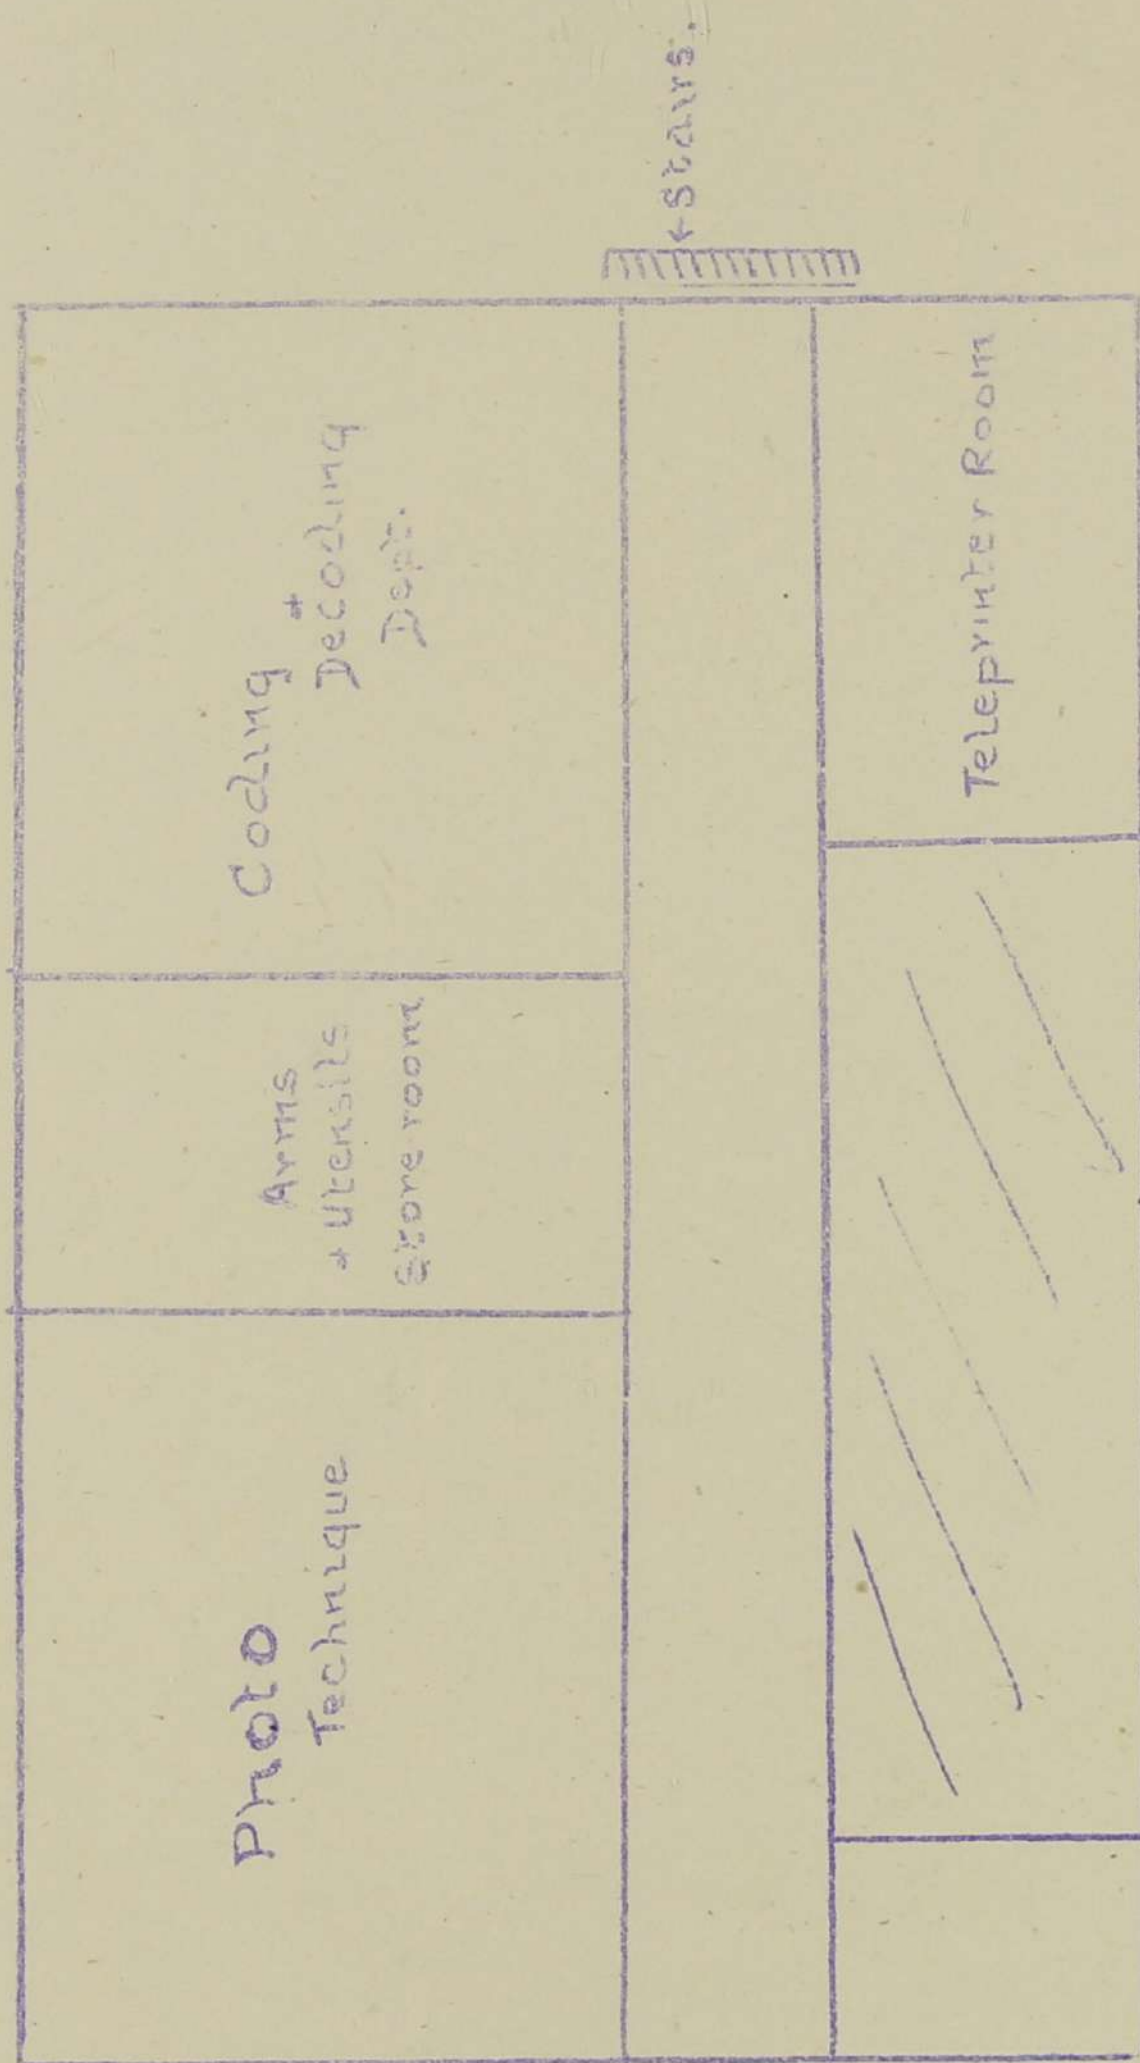 Photo
Technique
Arms
+ Utensils
Store room
Coding
+
Decoding
Dept.
← Stairs.
Teleprinter Room